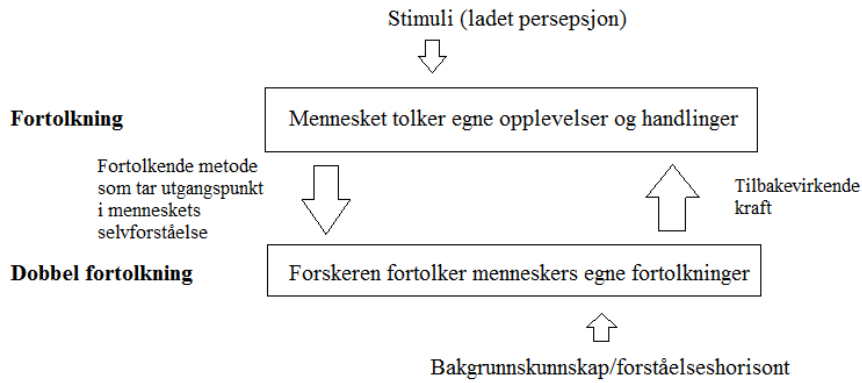 Stimuli (ladet persepsjon)
Fortolkning
Mennesket tolker egne opplevelser og handlinger
Fortolkende metode
som tar utgangspunkt
i menneskets
selvforståelse
Tilbakevirkende
kraft
Dobbel fortolkning
Forskeren fortolker menneskers egne fortolkninger
Bakgrunnskunnskap/forståelseshorisont